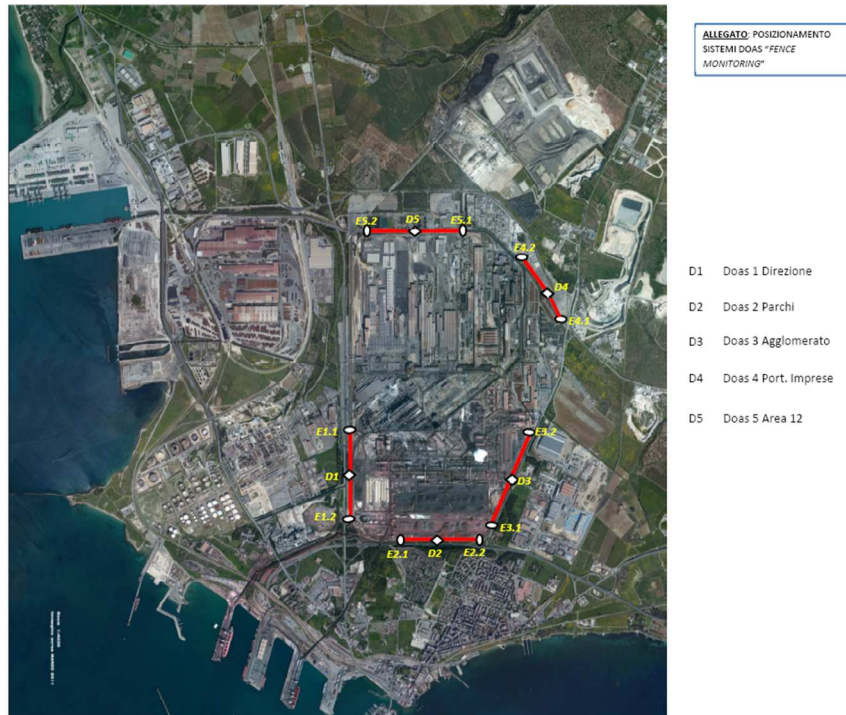 ALLEGATO: POSIZIONAMENTO
SISTEMI DOAS "FENCE
MONITORING"
E5.2
D5
E5.1
E4.2
D4
E4.1
D1 Doas 1 Direzione
D2 Doas 2 Parchi
D3 Doas 3 Agglomerato
D4 Doas 4 Port. Imprese
D5 Doas 5 Area 12
E1.1
E3.2
D1
D3
E1.2
E3.1
E2.1
D2
E2.2